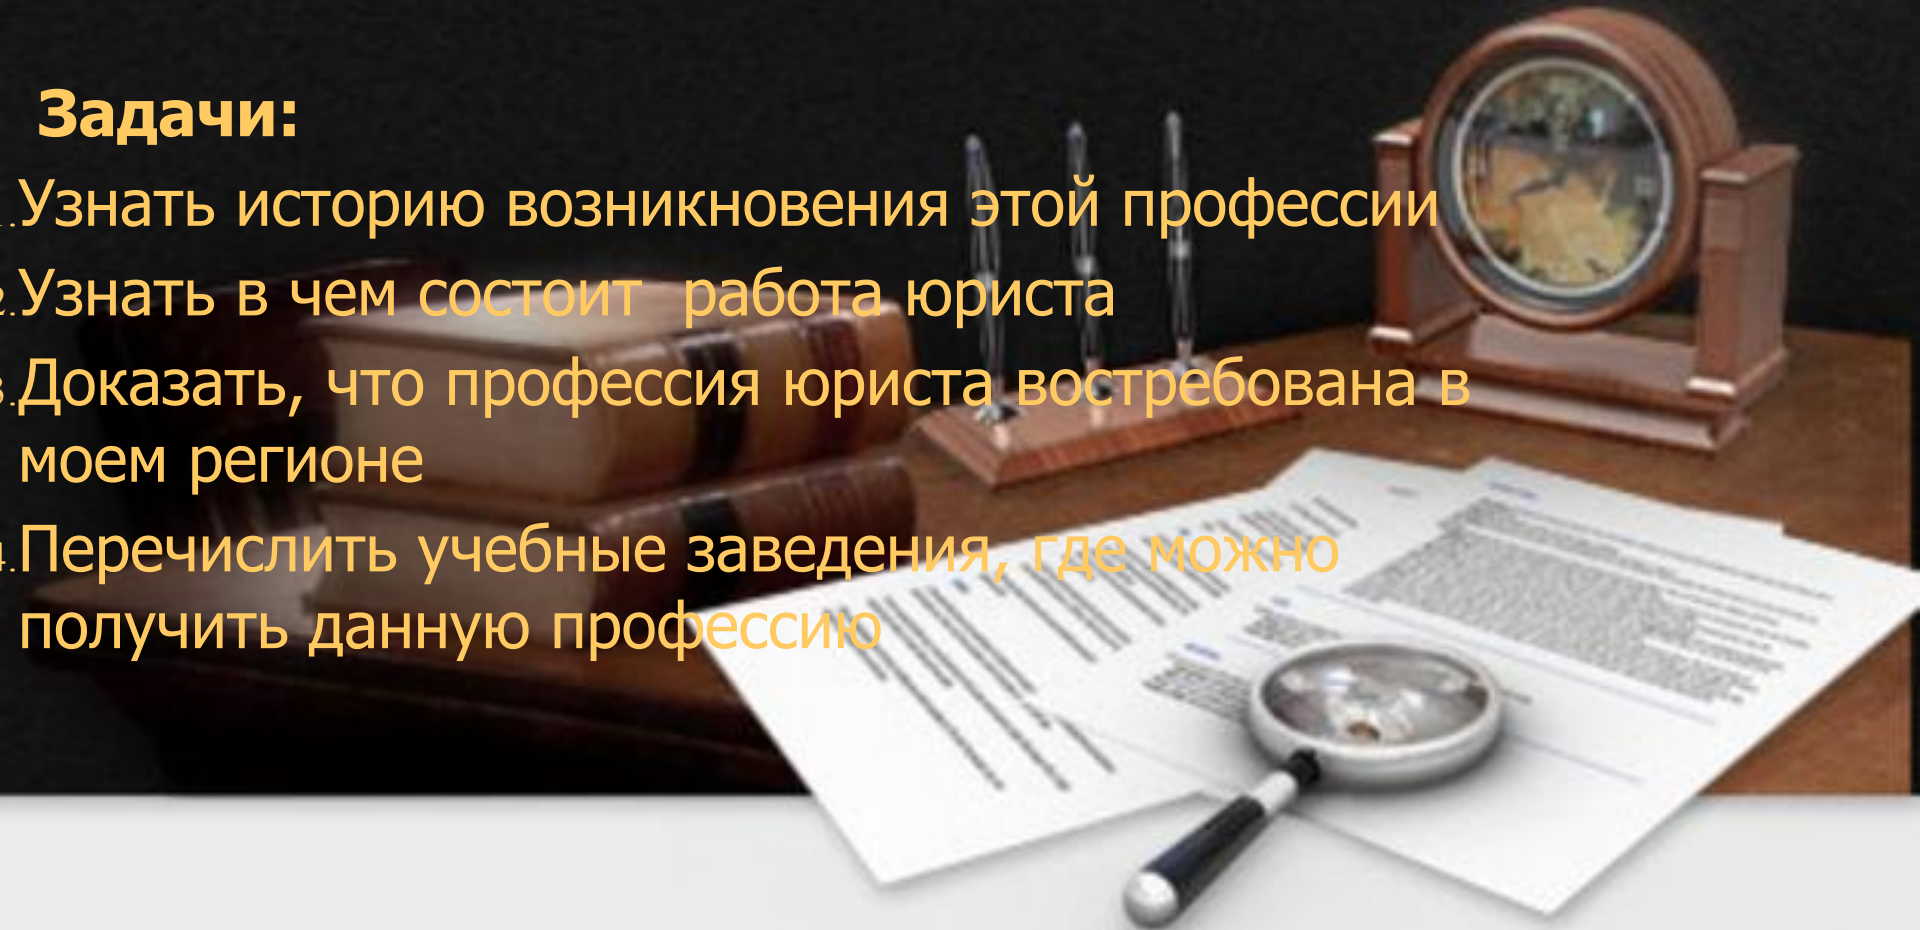 Задачи:
1.Узнать историю возникновения этой профессии
2.Узнать в чем состоит  работа юриста
3.Доказать, что профессия юриста востребована в
моем регионе
4.Перечислить учебные заведения, где можно
получить данную профессию